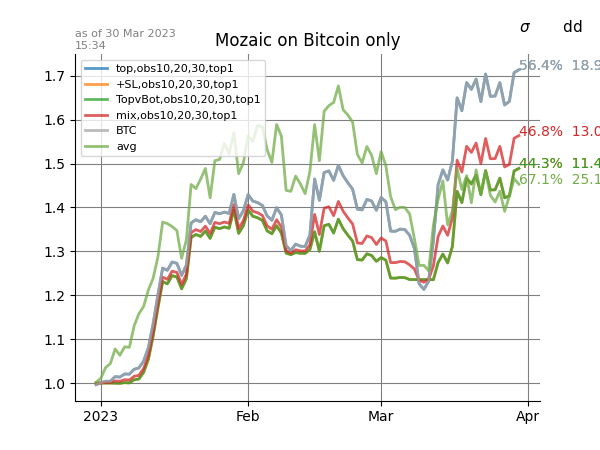 as of 30 Mar 2023
15:34
Mozaic on Bitcoin only
σ dd
top,obs10,20,30,top1
+SL,obs10,20,30,top1
TopvBot,obs10,20,30,top1
mix,obs10,20,30,top1
BTC
avg
1.7
1.6
1.5
1.4
1.3
1.2
1.1
1.0
56.4% 18.9
46.8% 13.0
44.3% 11.4
67.1% 25.1
2023 Feb Mar Apr